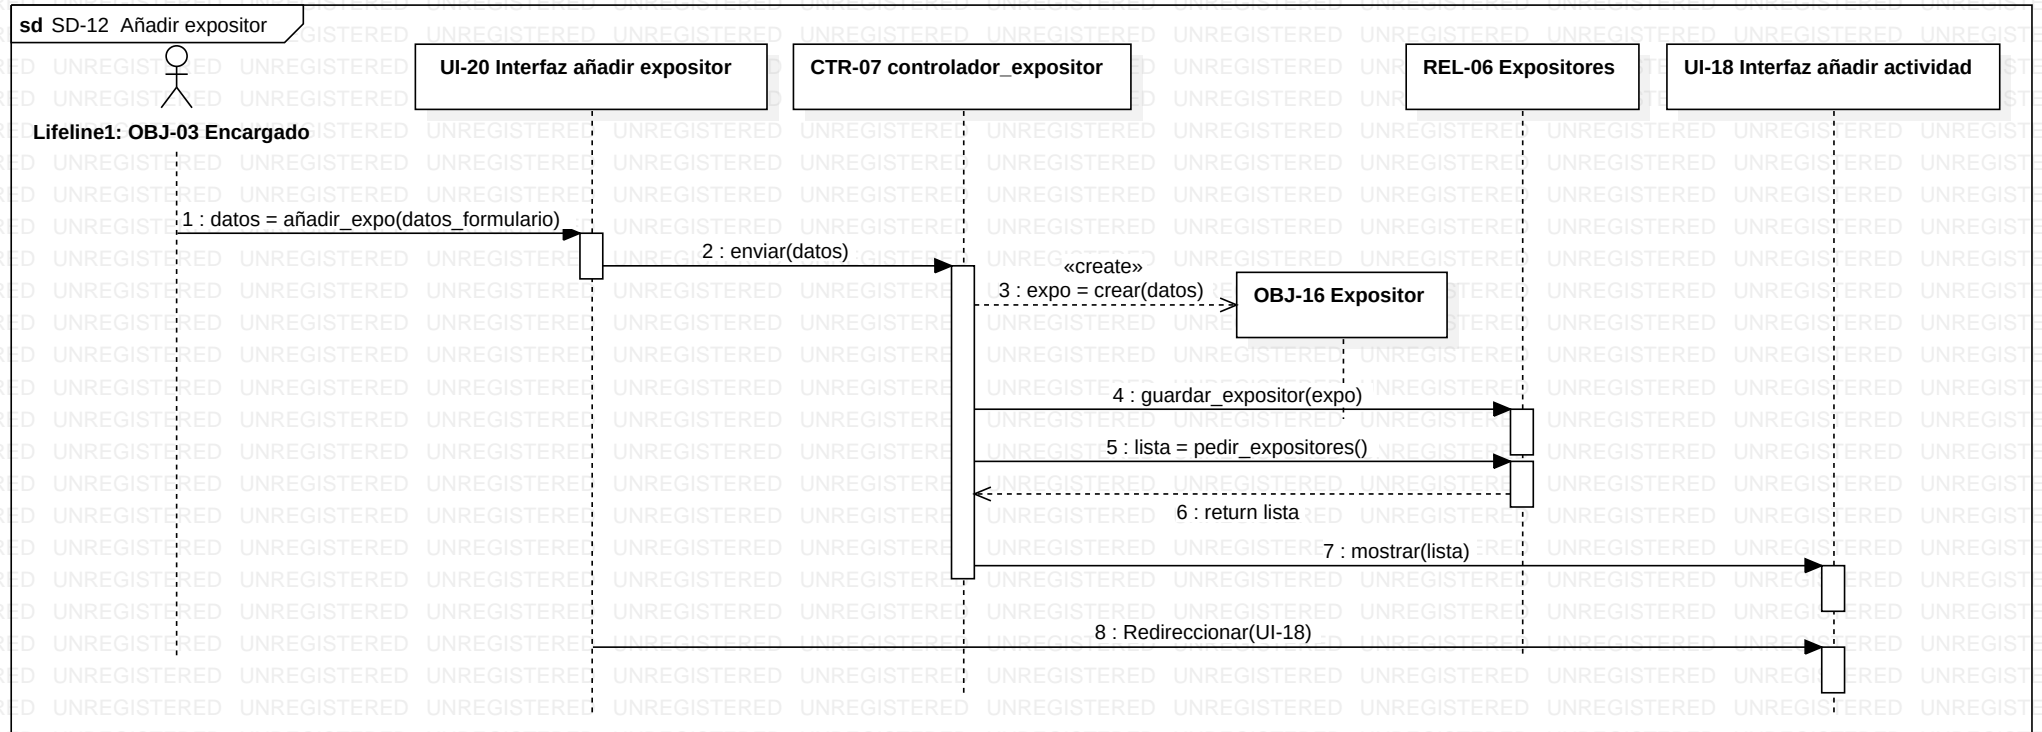 sd SD-12 Añadir expositor
UI-20 Interfaz añadir expositor
CTR-07 controlador_expositor
REL-06 Expositores
UI-18 Interfaz añadir actividad
Lifeline1: OBJ-03 Encargado
1 : datos = añadir_expo(datos_formulario)
2 : enviar(datos)
«create»
3 : expo = crear(datos)
OBJ-16 Expositor
4 : guardar_expositor(expo)
5 : lista = pedir_expositores()
6 : return lista
7 : mostrar(lista)
8 : Redireccionar(UI-18)
UNREGISTERED